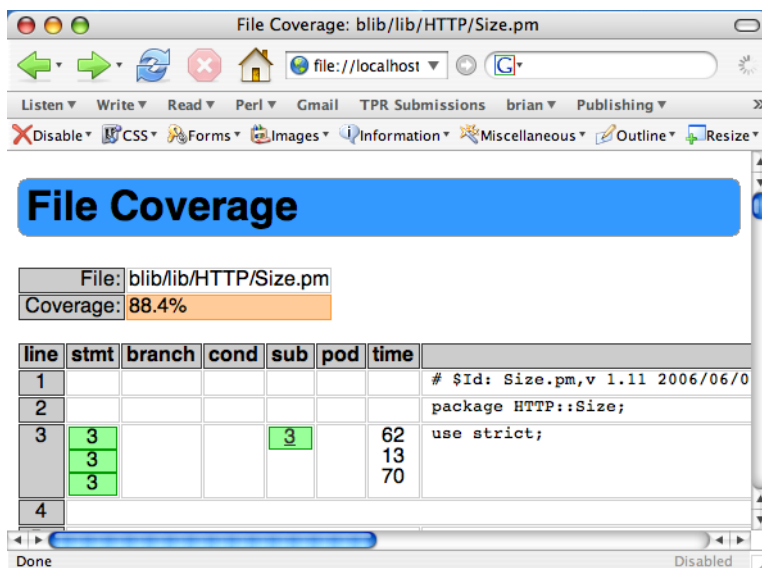 File Coverage: blib/lib/HTTP/Size.pm
file://localhost G
Listen Write Read Perl Gmail TPR Submissions brian Publishing »
Disable CSS Forms Images Information Miscellaneous Outline Resize
File Coverage
File: blib/lib/HTTP/Size.pm
Coverage: 88.4%
line stmt branch cond sub pod time
1 # $Id: Size.pm,v 1.11 2006/06/0
2 package HTTP::Size;
3 3 3 62 use strict;
3 13
3 70
4
Done Disabled